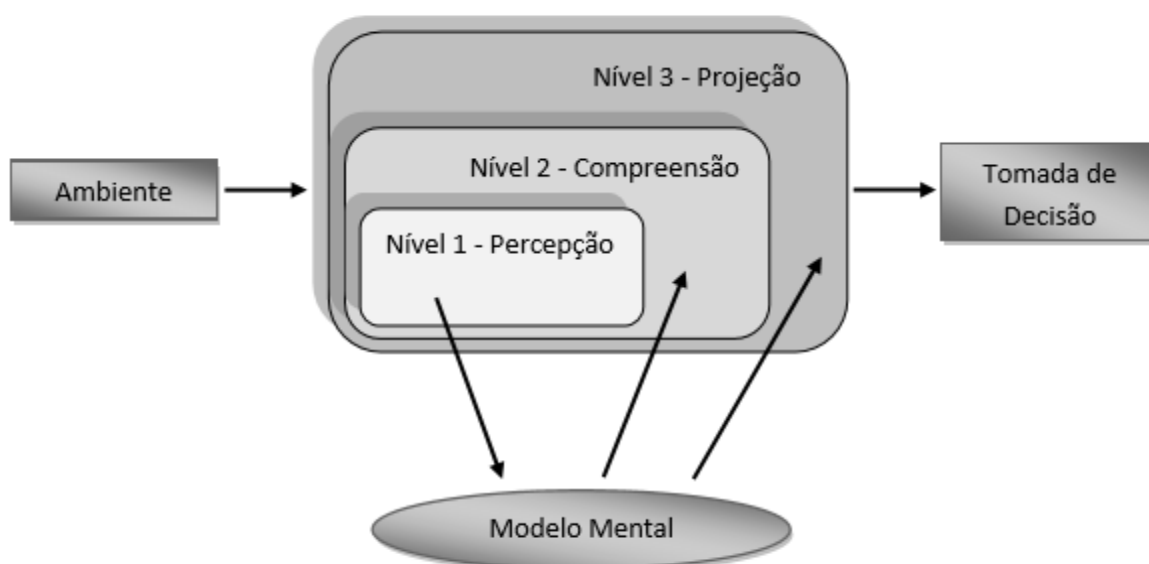 Nível 3 - Projeção
Nível 2 - Compreensão
Ambiente
Tomada de
Decisão
Nível 1 - Percepção
Modelo Mental